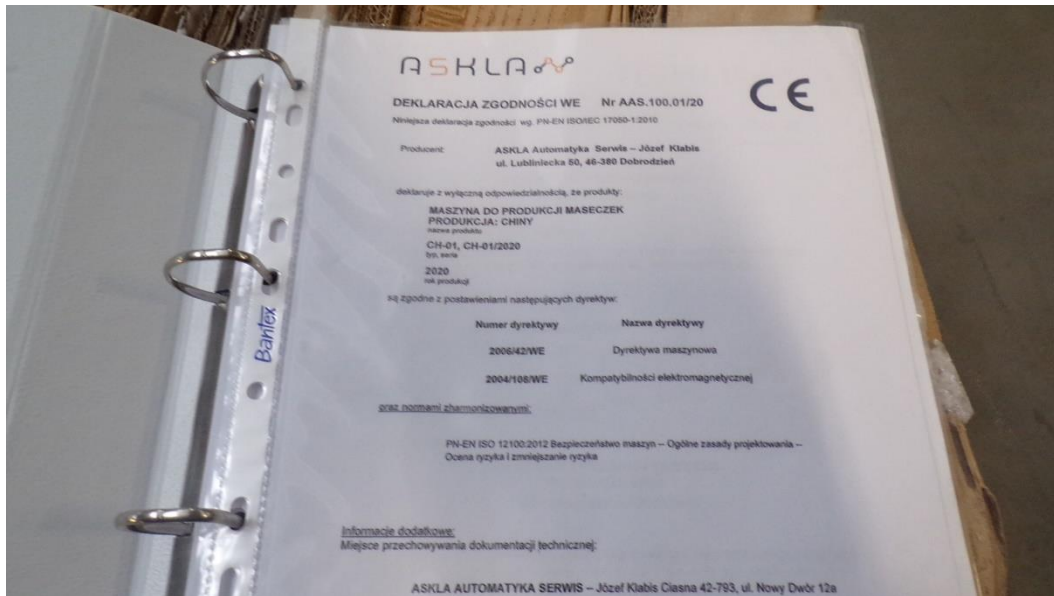 ASKLA
CE
DEKLARACJA ZGODNOŚCI WE Nr AAS.100.01/20
Niniejsza deklaracja zgodności wg. PN-EN ISO/IEC 17050-1:2010
Producent: ASKLA Automatyka Serwis – Józef Klabis
ul. Lubliniecka 50, 46-380 Dobrodzień
deklaruje z wyłączną odpowiedzialnością, że produkty:
MASZYNA DO PRODUKCJI MASECZEK
PRODUKCJA: CHINY
nazwa produktu
CH-01, CH-01/2020
typ, seria
2020
rok produkcji
są zgodne z postawieniami następujących dyrektyw:
Numer dyrektywy Nazwa dyrektywy
2006/42/WE Dyrektywa maszynowa
2004/108/WE Kompatybilności elektromagnetycznej
oraz normami zharmonizowanymi:
PN-EN ISO 12100:2012 Bezpieczeństwo maszyn – Ogólne zasady projektowania –
Ocena ryzyka i zmniejszanie ryzyka
Informacje dodatkowe:
Miejsce przechowywania dokumentacji technicznej:
ASKLA AUTOMATYKA SERWIS – Józef Klabis Ciasna 42-793, ul. Nowy Dwór 12a
Bantex